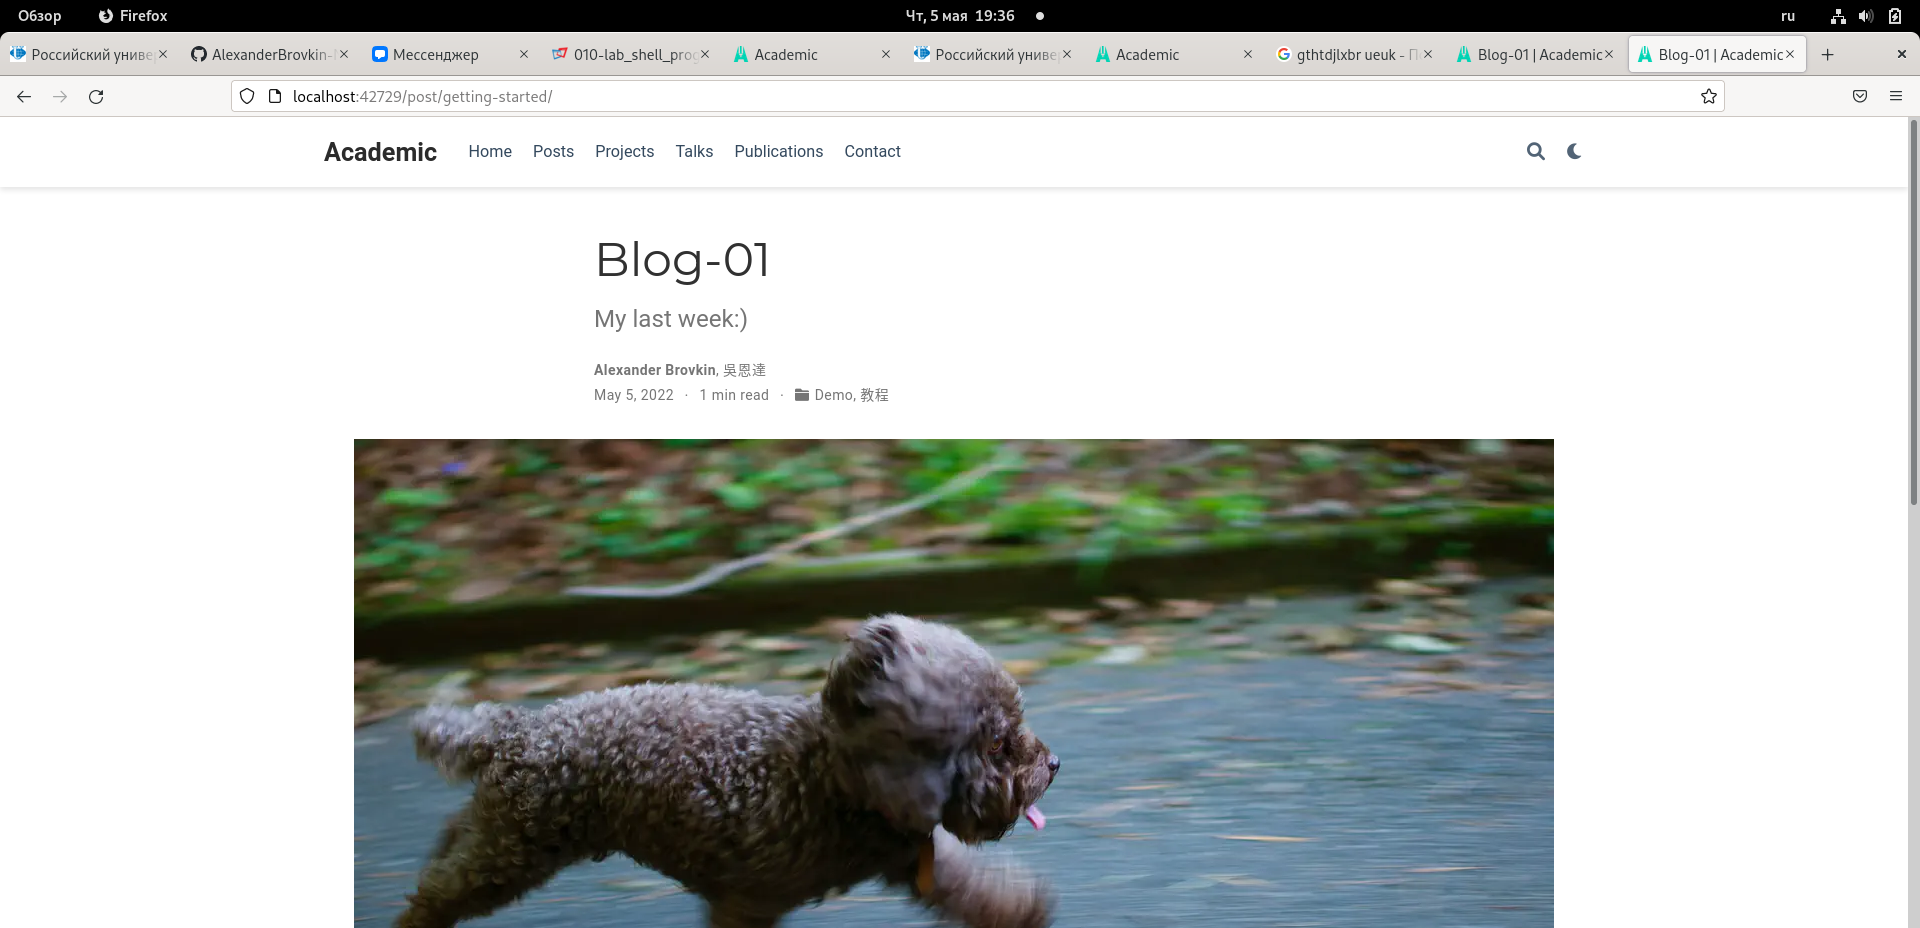 Обзор Firefox Чт, 5 мая 19:36 ru
Российский униве AlexanderBrovkin- Мессенджер 010-lab_shell_prog Academic Российский униве Academic gthtdjlxbr ueuk - П Blog-01 | Academic Blog-01 | Academic
localhost:42729/post/getting-started/
Academic Home Posts Projects Talks Publications Contact
Blog-01
My last week:)
Alexander Brovkin, 吳恩達
May 5, 2022 · 1 min read · Demo, 教程